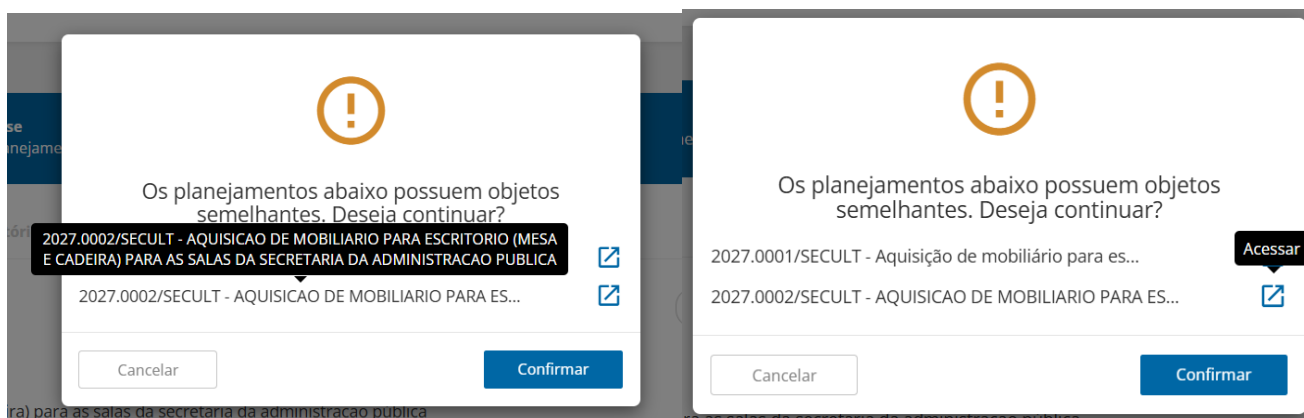 se
anejame
Os planejamentos abaixo possuem objetos
semelhantes. Deseja continuar?
2027.0002/SECULT - AQUISICAO DE MOBILIARIO PARA ESCRITORIO (MESA
E CADEIRA) PARA AS SALAS DA SECRETARIA DA ADMINISTRACAO PUBLICA
2027.0002/SECULT - AQUISICAO DE MOBILIARIO PARA ES...
Cancelar
Confirmar
ira) para as salas da secretaria da administracao publica
Os planejamentos abaixo possuem objetos
semelhantes. Deseja continuar?
Acessar
2027.0001/SECULT - Aquisição de mobiliário para es...
2027.0002/SECULT - AQUISICAO DE MOBILIARIO PARA ES...
Cancelar
Confirmar